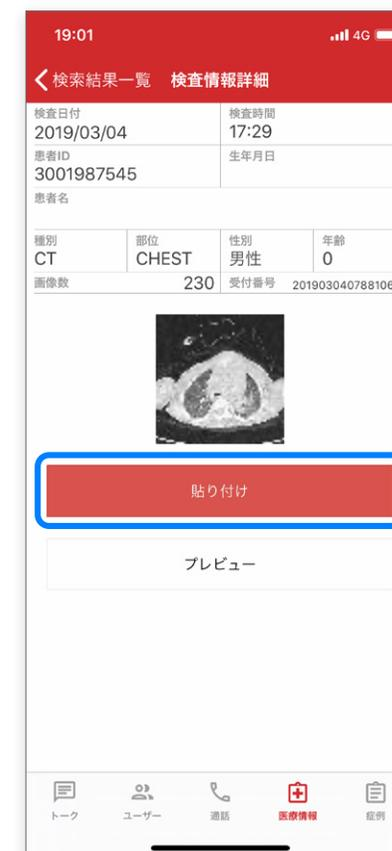 19:01 4G
検索結果一覧 検査情報詳細
検査日付 検査時間
2019/03/04 17:29
患者ID 生年月日
3001987545
患者名
種別 部位 性別 年齢
CT CHEST 男性 0
画像数 230 受付番号 201903040788106
貼り付け
プレビュー
トーク ユーザー 通話 医療情報 症例